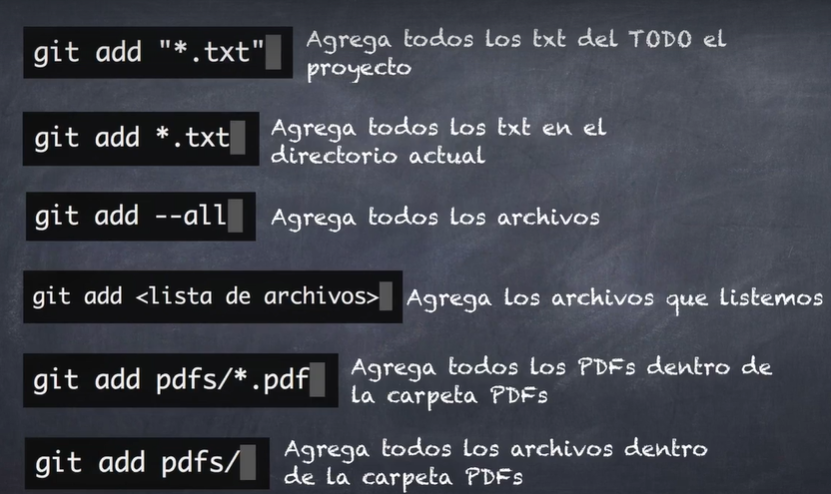 git add "*.txt"
Agrega todos los txt del TODO el
proyecto
git add *.txt
Agrega todos los txt en el
directorio actual
git add --all
Agrega todos los archivos
git add <lista de archivos>
Agrega los archivos que listemos
git add pdfs/*.pdf
Agrega todos los PDFs dentro de
la carpeta PDFs
git add pdfs/
Agrega todos los archivos dentro
de la carpeta PDFs